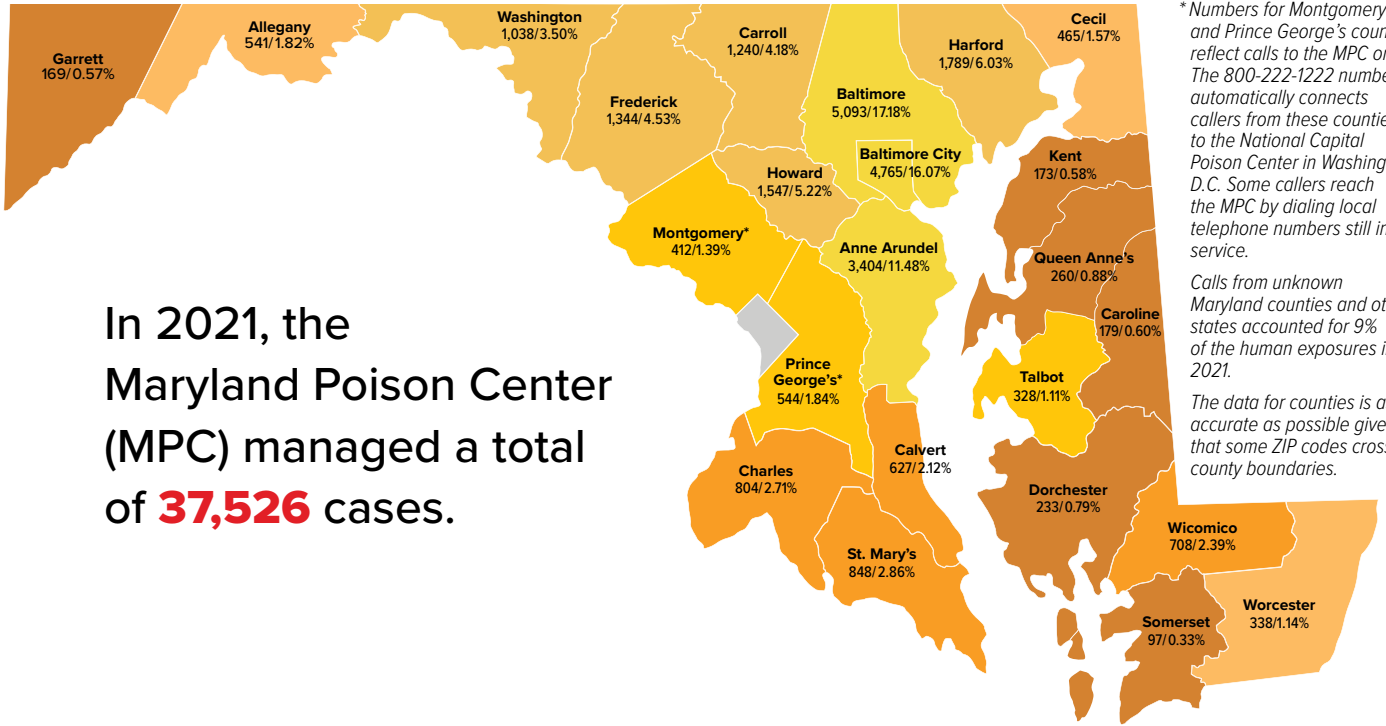 Garrett
169/0.57%
Allegany
541/1.82%
Washington
1,038/3.50%
Frederick
1,344/4.53%
Carroll
1,240/4.18%
Baltimore
5,093/17.18%
Baltimore City
4,765/16.07%
Harford
1,789/6.03%
Cecil
465/1.57%
Howard
1,547/5.22%
Montgomery*
412/1.39%
Anne Arundel
3,404/11.48%
Prince
George's*
544/1.84%
Kent
173/0.58%
Queen Anne's
260/0.88%
Caroline
179/0.60%
Talbot
328/1.11%
Calvert
627/2.12%
Charles
804/2.71%
St. Mary's
848/2.86%
Dorchester
233/0.79%
Wicomico
708/2.39%
Somerset
97/0.33%
Worcester
338/1.14%
In 2021, the
Maryland Poison Center
(MPC) managed a total
of 37,526 cases.
* Numbers for Montgomery
and Prince George's
reflect calls to the MPC
The 800-222-1222
automatically connects
callers from these
to the National Capital
Poison Center in
D.C. Some callers reach
the MPC by dialing local
telephone numbers still
service.
Calls from unknown
Maryland counties and
states accounted for 9%
of the human exposures
2021.
The data for counties is
accurate as possible
that some ZIP codes
county boundaries.